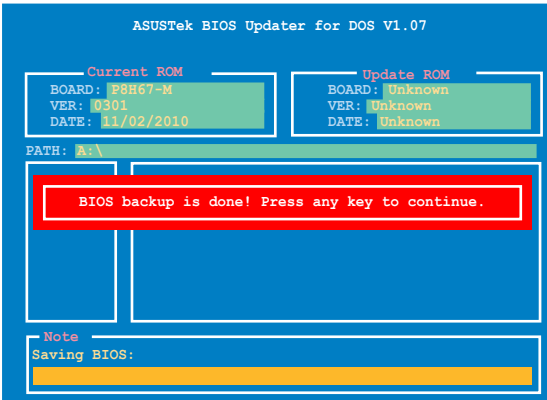 ASUSTek BIOS Updater for DOS V1.07
Current ROM
BOARD: P8H67-M
VER: 0301
DATE: 11/02/2010
Update ROM
BOARD: Unknown
VER: Unknown
DATE: Unknown
PATH: A:\
BIOS backup is done! Press any key to continue.
Note
Saving BIOS: